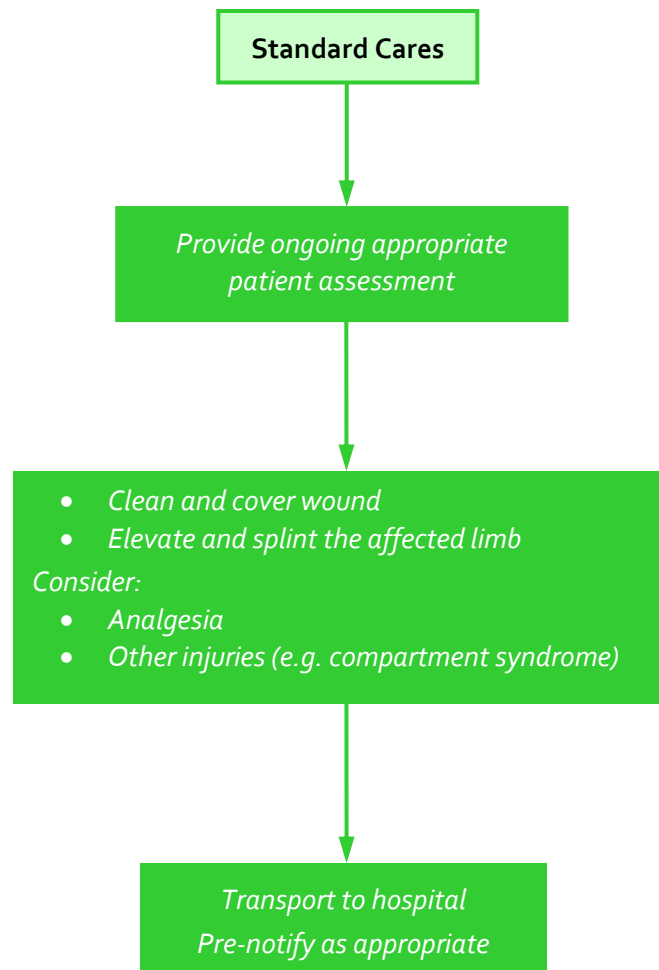 Standard Cares
Provide ongoing appropriate
patient assessment
• Clean and cover wound
• Elevate and splint the affected limb
Consider:
• Analgesia
• Other injuries (e.g. compartment syndrome)
Transport to hospital
Pre-notify as appropriate